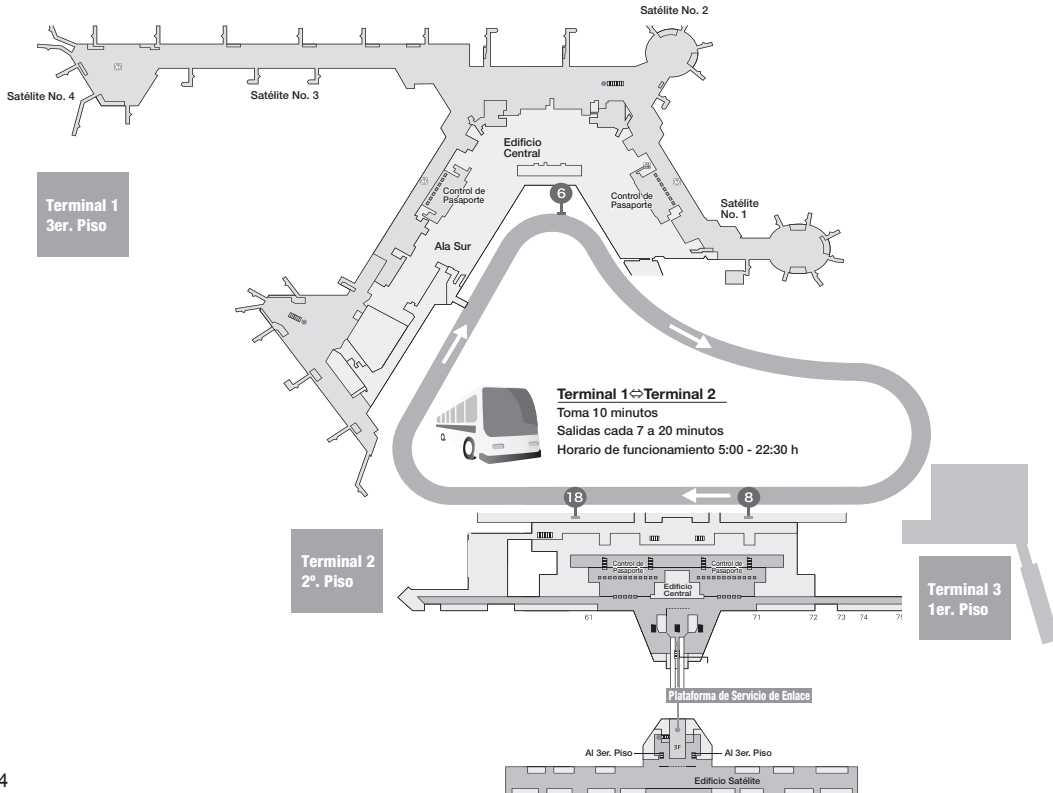 Satélite No. 2
Satélite No. 4
Satélite No. 3
Edificio
Central
Control de
Pasaporte
6
Control de
Pasaporte
Satélite
No. 1
Terminal 1
3er. Piso
Ala Sur
Terminal 1⇔Terminal 2
Toma 10 minutos
Salidas cada 7 a 20 minutos
Horario de funcionamiento 5:00 - 22:30 h
18
8
Terminal 2
2º. Piso
Control de
Pasaporte
Control de
Pasaporte
Edificio
Central
Terminal 3
1er. Piso
61
71
72
73
74
Plataforma de Servicio de Enlace
3F
Al 3er. Piso
Al 3er. Piso
Edificio Satélite
4